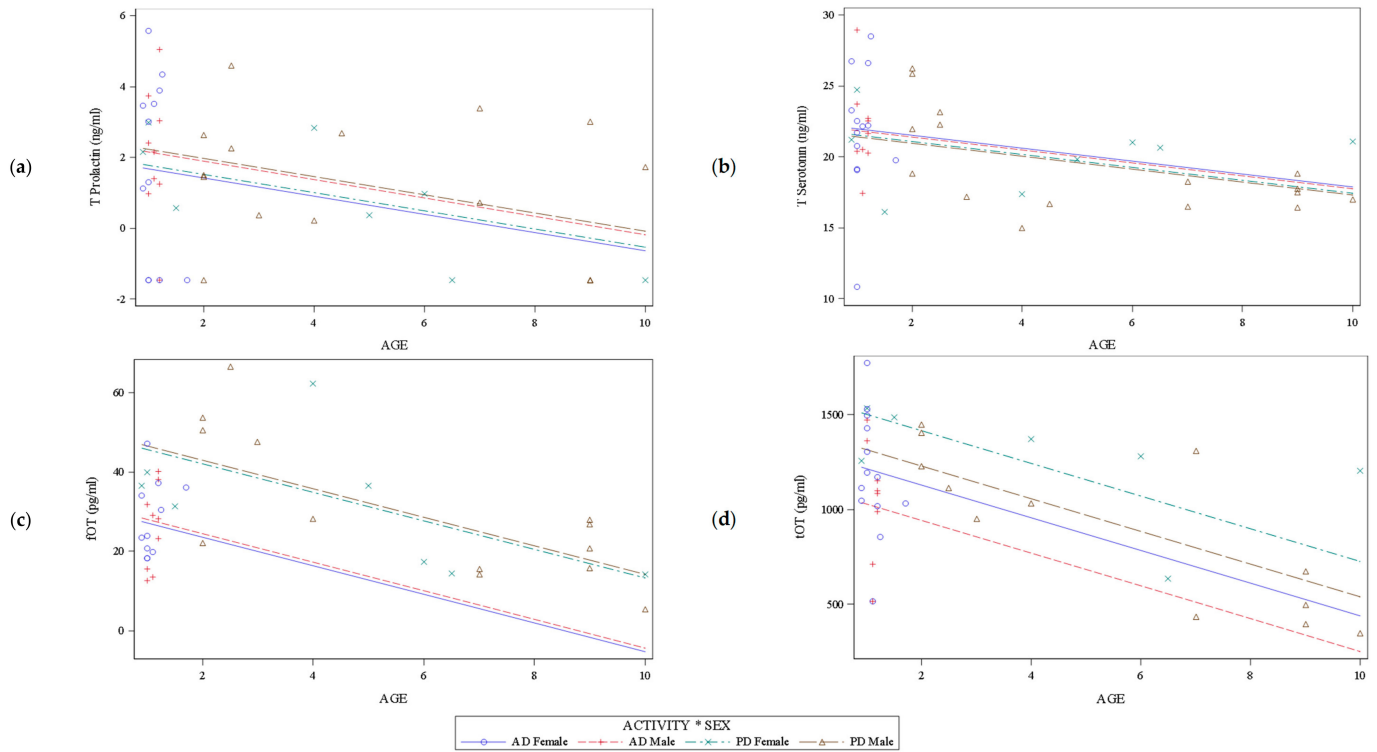 (a)
T Prolactin (ng/ml)
6
4
2
0
-2
2 4 6 8 10
AGE
(b)
T Serotonin (ng/ml)
30
25
20
15
10
2 4 6 8 10
AGE
(c)
fOT (pg/ml)
60
40
20
0
2 4 6 8 10
AGE
(d)
tOT (pg/ml)
1500
1000
500
2 4 6 8 10
AGE
ACTIVITY * SEX
AD Female AD Male PD Female PD Male